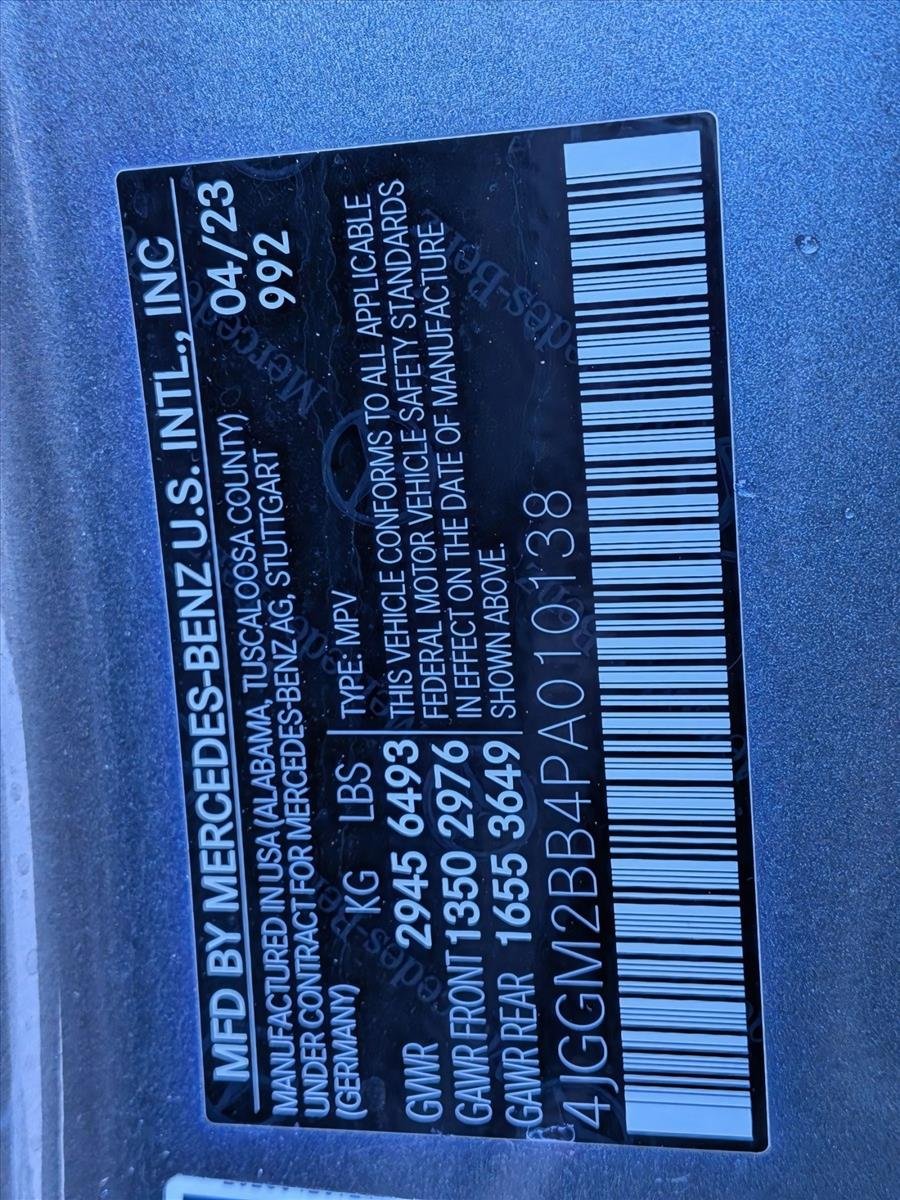 MFD BY MERCEDES-BENZ U.S. INTL., INC
MANUFACTURED IN USA (ALABAMA, TUSCALOOSA COUNTY) 04/23
UNDER CONTRACT FOR MERCEDES-BENZ AG, STUTTGART 992
(GERMANY)
KG LBS TYPE: MPV
GVWR 2945 6493
GAWR FRONT 1350 2976
GAWR REAR 1655 3649
THIS VEHICLE CONFORMS TO ALL APPLICABLE
FEDERAL MOTOR VEHICLE SAFETY STANDARDS
IN EFFECT ON THE DATE OF MANUFACTURE
SHOWN ABOVE.
4JGGM2BB4PA010138